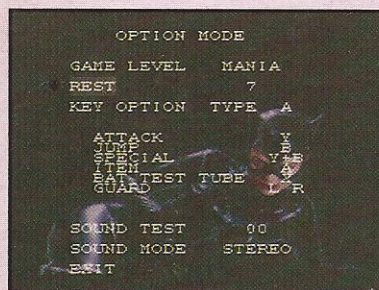 OPTION MODE
GAME LEVEL MANIA
REST 7
KEY OPTION TYPE A
ATTACK Y
JUMP B
SPECIAL Y+B
ITEM A
BAT TEST TUBE X
GUARD L·R
SOUND TEST 00
SOUND MODE STEREO
EXIT